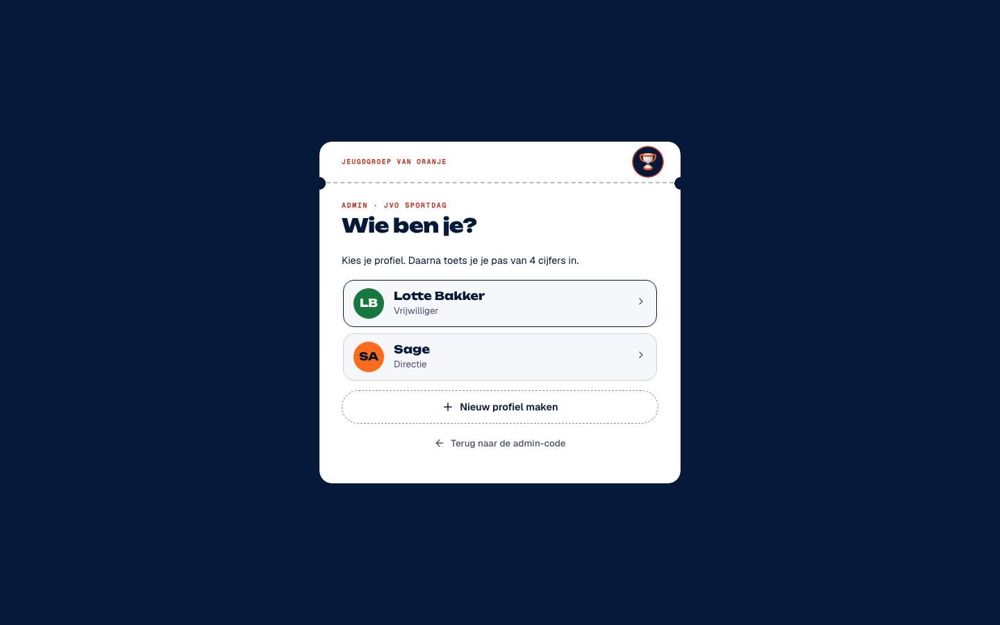 JEUGDGROEP VAN ORANJE
ADMIN · JVO SPORTDAG
Wie ben je?
Kies je profiel. Daarna toets je je pas van 4 cijfers in.
LB
Lotte Bakker
Vrijwilliger
SA
Sage
Directie
Nieuw profiel maken
Terug naar de admin-code